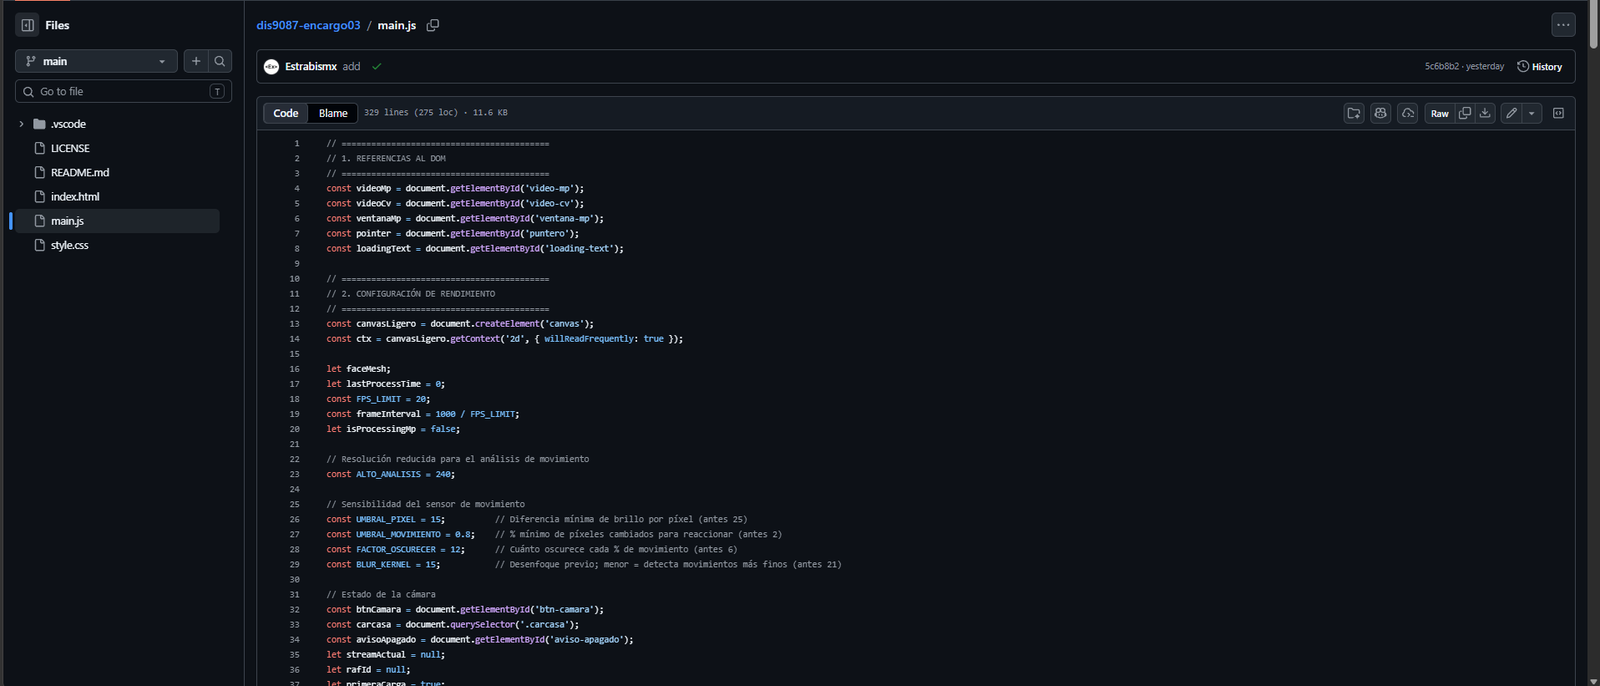 Files
main
Go to file
T
.vscode
LICENSE
README.md
index.html
main.js
style.css
dis9087-encargo03 / main.js
Estrabismx add
5c6b8b2 · yesterday
History
Code
Blame
329 lines (275 loc) · 11.6 KB
Raw
1 // ==========================================
2 // 1. REFERENCIAS AL DOM
3 // ==========================================
4 const videoMp = document.getElementById('video-mp');
5 const videoCv = document.getElementById('video-cv');
6 const ventanaMp = document.getElementById('ventana-mp');
7 const pointer = document.getElementById('puntero');
8 const loadingText = document.getElementById('loading-text');
9
10 // ==========================================
11 // 2. CONFIGURACIÓN DE RENDIMIENTO
12 // ==========================================
13 const canvasLigero = document.createElement('canvas');
14 const ctx = canvasLigero.getContext('2d', { willReadFrequently: true });
15
16 let faceMesh;
17 let lastProcessTime = 0;
18 const FPS_LIMIT = 20;
19 const frameInterval = 1000 / FPS_LIMIT;
20 let isProcessingMp = false;
21
22 // Resolución reducida para el análisis de movimiento
23 const ALTO_ANALISIS = 240;
24
25 // Sensibilidad del sensor de movimiento
26 const UMBRAL_PIXEL = 15; // Diferencia mínima de brillo por píxel (antes 25)
27 const UMBRAL_MOVIMIENTO = 0.8; // % mínimo de píxeles cambiados para reaccionar (antes 2)
28 const FACTOR_OSCURECER = 12; // Cuánto oscurece cada % de movimiento (antes 6)
29 const BLUR_KERNEL = 15; // Desenfoque previo; menor = detecta movimientos más finos (antes 21)
30
31 // Estado de la cámara
32 const btnCamara = document.getElementById('btn-camara');
33 const carcasa = document.querySelector('.carcasa');
34 const avisoApagado = document.getElementById('aviso-apagado');
35 let streamActual = null;
36 let rafId = null;
37 let primeraCarga = true;